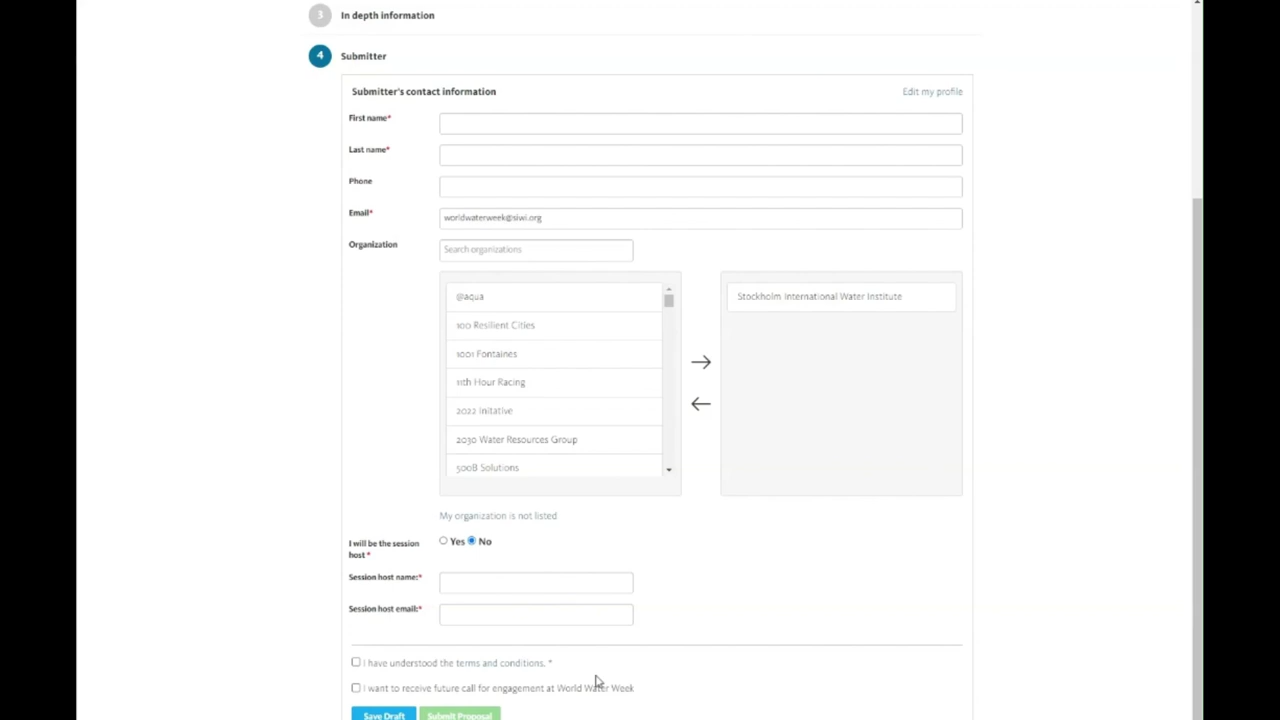 3 In depth information
4 Submitter
Submitter's contact information Edit my profile
First name*
Last name*
Phone
Email* worldwaterweek@siwi.org
Organization Search organizations
@aqua Stockholm International Water Institute
100 Resilient Cities
1001 Fontaines
11th Hour Racing
2022 Initative
2030 Water Resources Group
500B Solutions
My organization is not listed
I will be the session Yes No
host *
Session host name:*
Session host email:*
I have understood the terms and conditions. *
I want to receive future call for engagement at World Water Week
Save Draft Submit Proposal